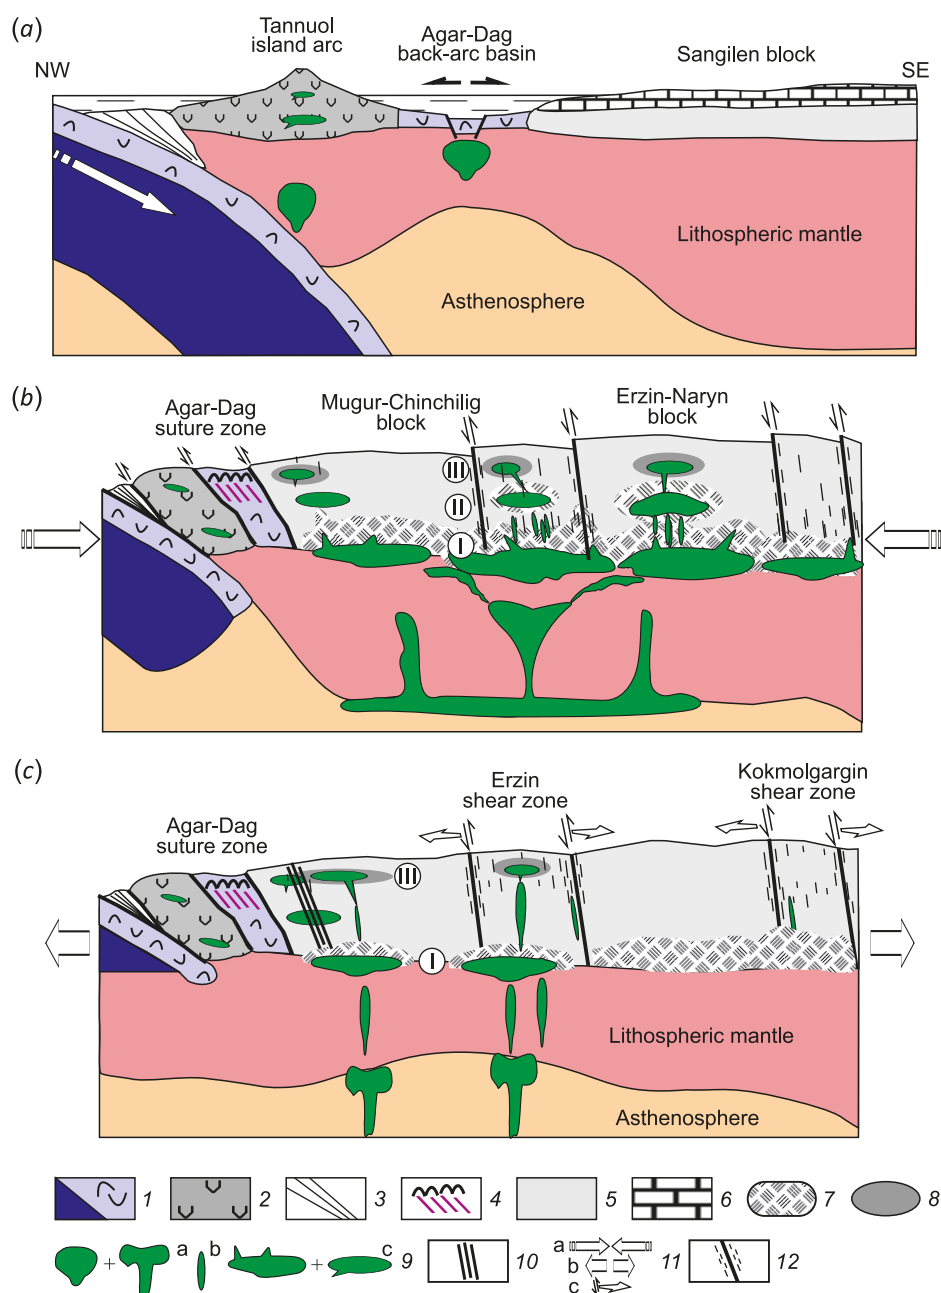 (a)
Tannuol
island arc
Agar-Dag
back-arc basin
Sangilen block
NW
SE
Lithospheric mantle
Asthenosphere
(b)
Agar-Dag
suture zone
Mugur-Chinchilig
block
Erzin-Naryn
block
III
II
I
(c)
Agar-Dag
suture zone
Erzin
shear zone
Kokmolgargin
shear zone
III
I
Lithospheric mantle
Asthenosphere
1
2
3
4
5
6
7
8
+ a b + c 9
10
a
b
c
11
12